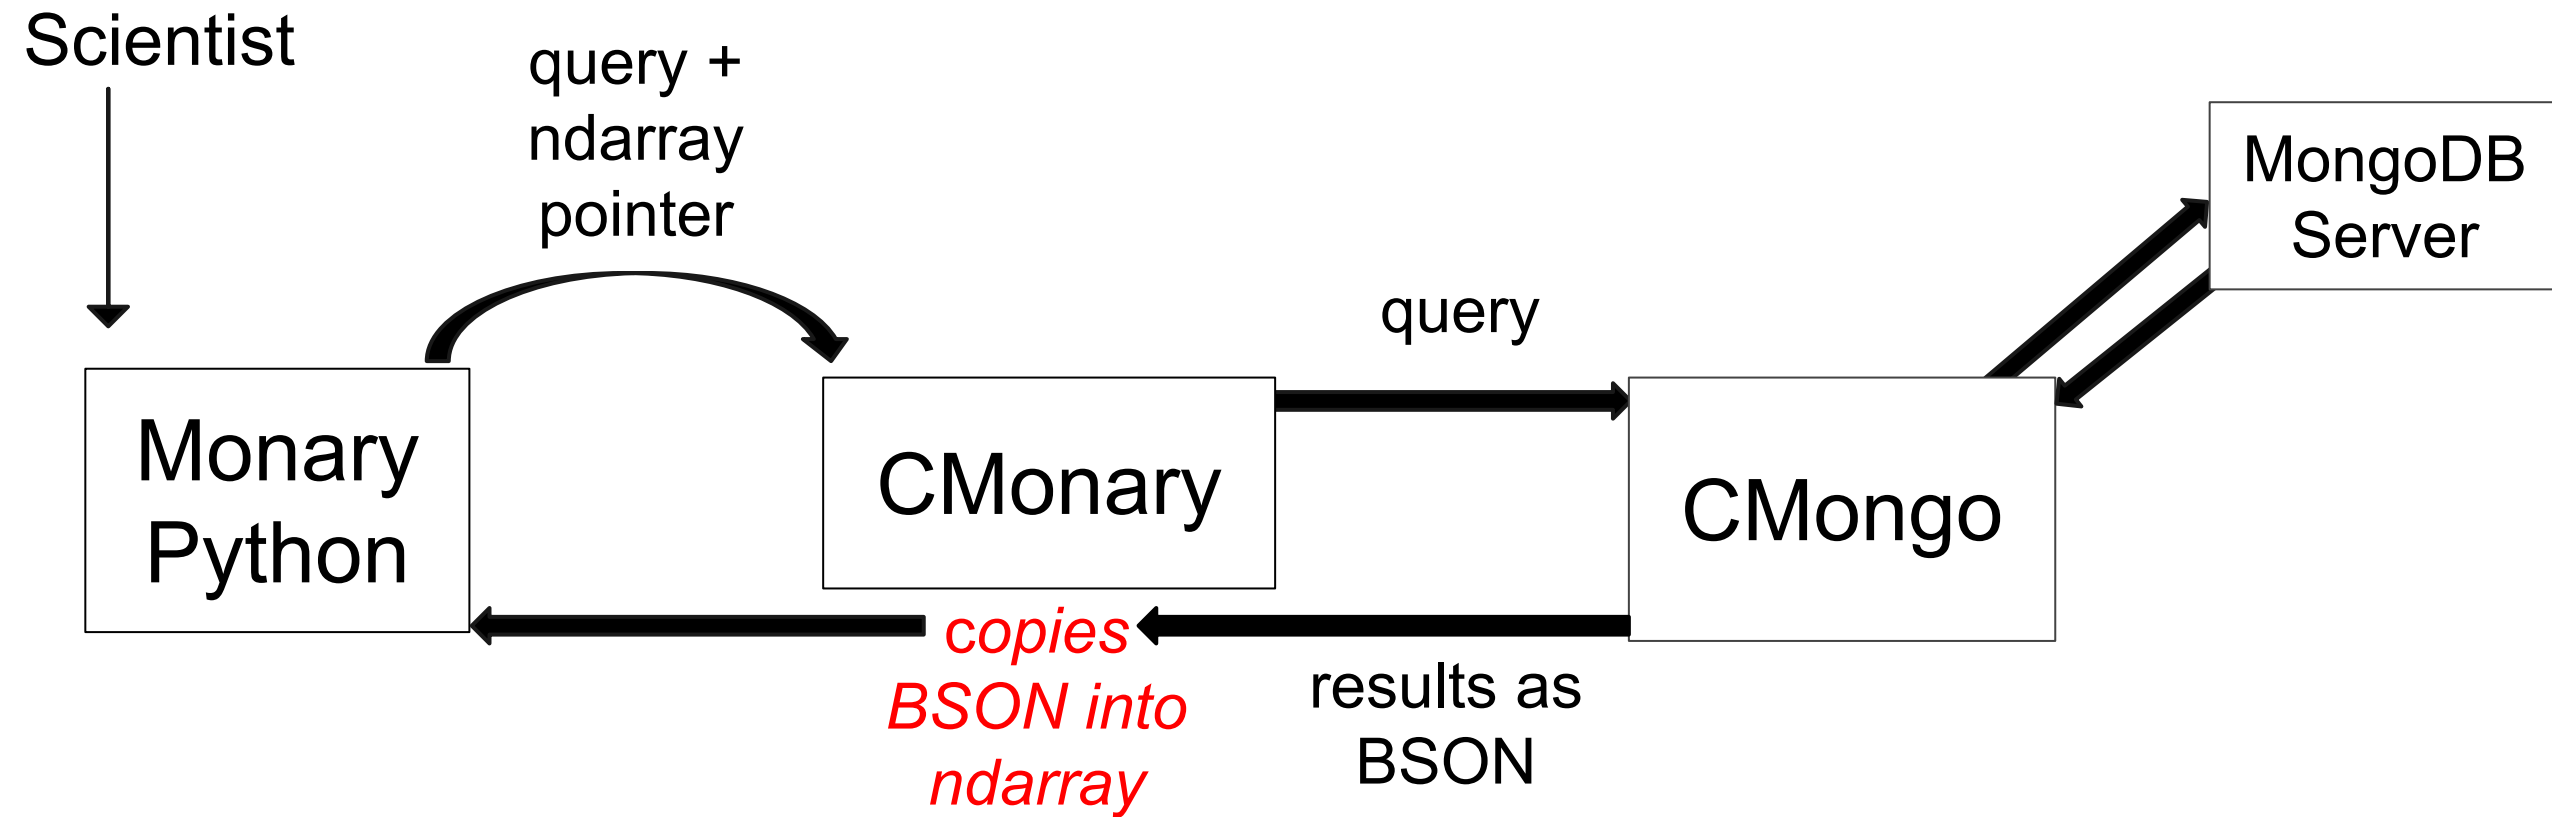 Scientist
query +
ndarray
pointer
MongoDB
Server
query
Monary
Python
CMonary
CMongo
copies
BSON into
ndarray
results as
BSON